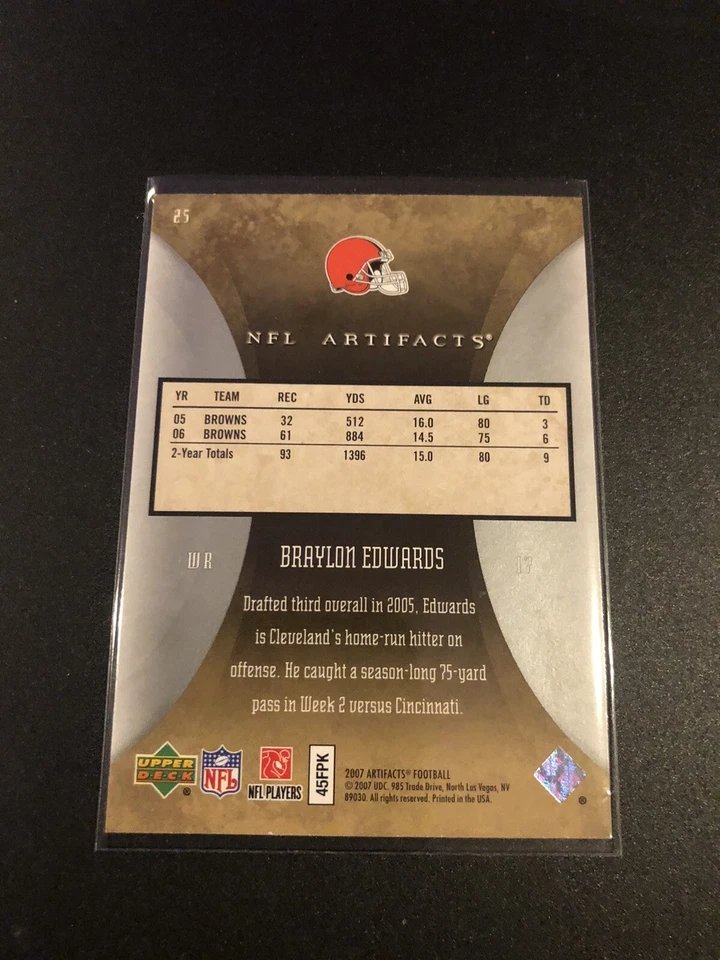 25
NFL ARTIFACTS®
YR TEAM REC YDS AVG LG TD
05 BROWNS 32 512 16.0 80 3
06 BROWNS 61 884 14.5 75 6
2-Year Totals 93 1396 15.0 80 9
WR BRAYLON EDWARDS 17
Drafted third overall in 2005, Edwards
is Cleveland's home-run hitter on
offense. He caught a season-long 75-yard
pass in Week 2 versus Cincinnati.
UPPER
DECK
®
NFL
NFL PLAYERS
45FPK
2007 ARTIFACTS® FOOTBALL
© 2007 UDC. 985 Trade Drive, North Las Vegas, NV
89030. All rights reserved. Printed in the USA.
®